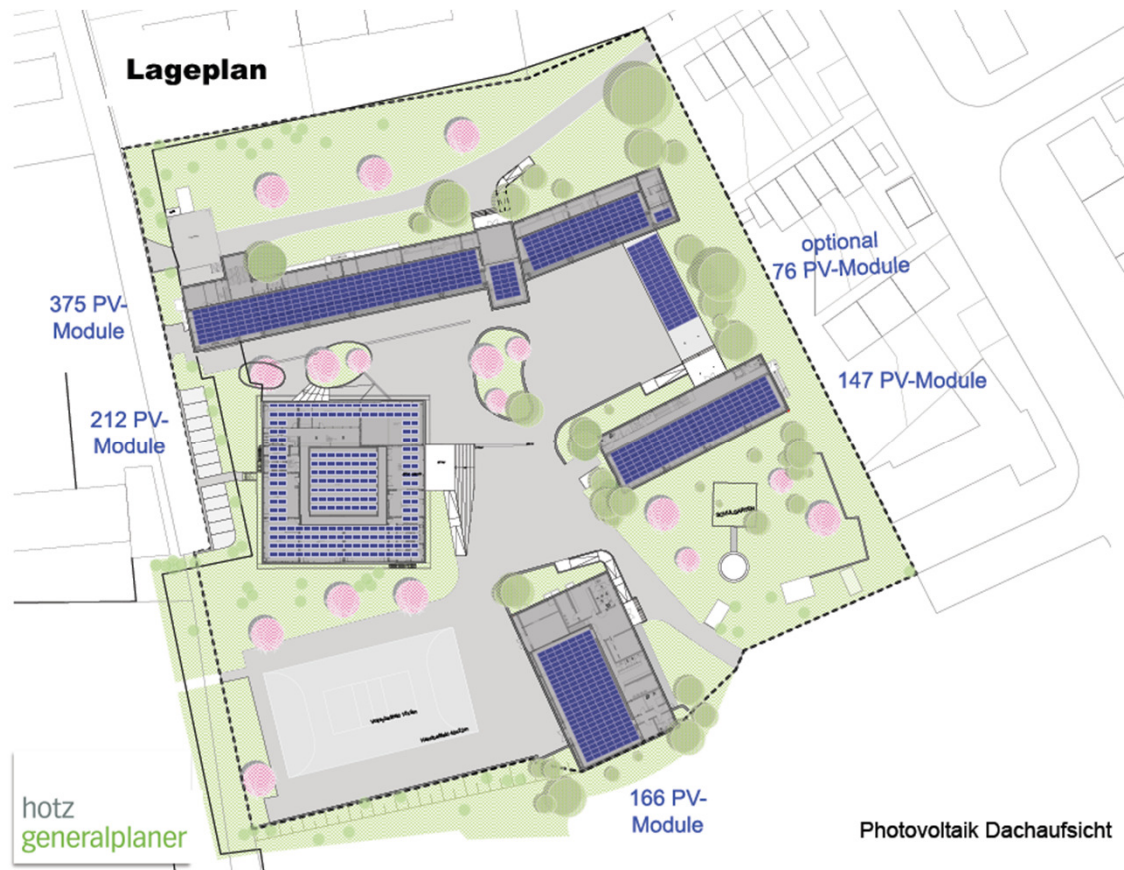 Lageplan
optional
76 PV-Module
375 PV-
Module
147 PV-Module
212 PV-
Module
166 PV-
Module
hotz
generalplaner
Photovoltaik Dachaufsicht